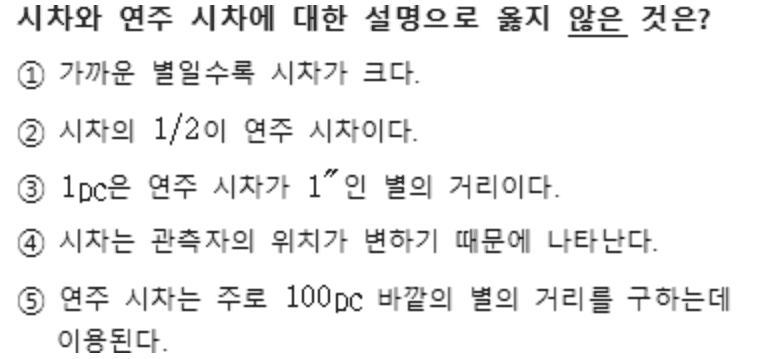 시차와 연주 시차에 대한 설명으로 옳지 않은 것은?
① 가까운 별일수록 시차가 크다.
② 시차의 1/2이 연주 시차이다.
③ 1pc은 연주 시차가 1″인 별의 거리이다.
④ 시차는 관측자의 위치가 변하기 때문에 나타난다.
⑤ 연주 시차는 주로 100pc 바깥의 별의 거리를 구하는데
이용된다.